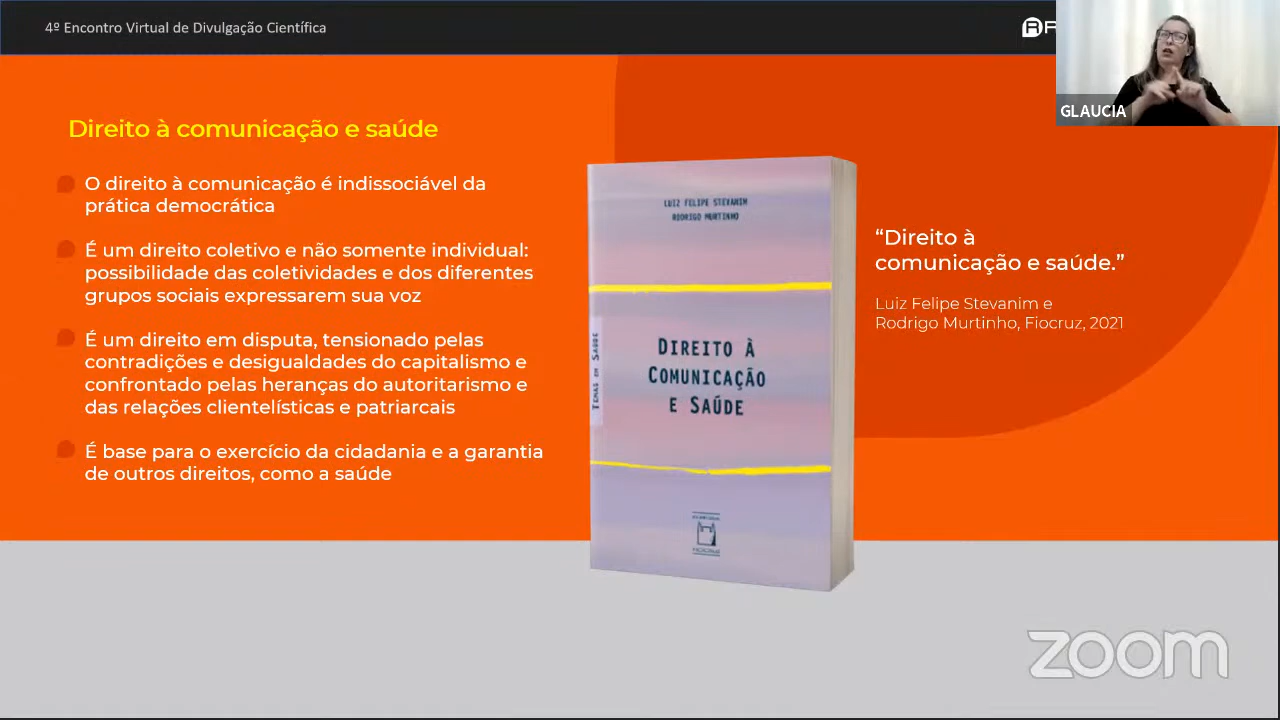 4º Encontro Virtual de Divulgação Científica
GLAUCIA
Direito à comunicação e saúde
O direito à comunicação é indissociável da
prática democrática
É um direito coletivo e não somente individual:
possibilidade das coletividades e dos diferentes
grupos sociais expressarem sua voz
É um direito em disputa, tensionado pelas
contradições e desigualdades do capitalismo e
confrontado pelas heranças do autoritarismo e
das relações clientelísticas e patriarcais
É base para o exercício da cidadania e a garantia
de outros direitos, como a saúde
LUIZ FELIPE STEVANIM
RODRIGO MURTINHO
TEMAS EM SAÚDE
DIREITO À
COMUNICAÇÃO
E SAÚDE
“Direito à
comunicação e saúde.”
Luiz Felipe Stevanim e
Rodrigo Murtinho, Fiocruz, 2021
zoom